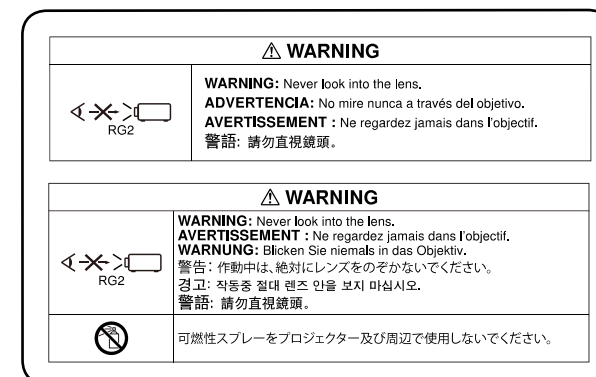 ⚠ WARNING
WARNING: Never look into the lens.
ADVERTENCIA: No mire nunca a través del objetivo.
AVERTISSEMENT : Ne regardez jamais dans l'objectif.
警語: 請勿直視鏡頭。
RG2
⚠ WARNING
WARNING: Never look into the lens.
AVERTISSEMENT : Ne regardez jamais dans l'objectif.
WARNUNG: Blicken Sie niemals in das Objektiv.
警告: 作動中は、絶対にレンズをのぞかないでください。
경고: 작동중 절대 렌즈 안을 보지 마십시오.
警語: 請勿直視鏡頭。
RG2
可燃性スプレーをプロジェクター及び周辺で使用しないでください。